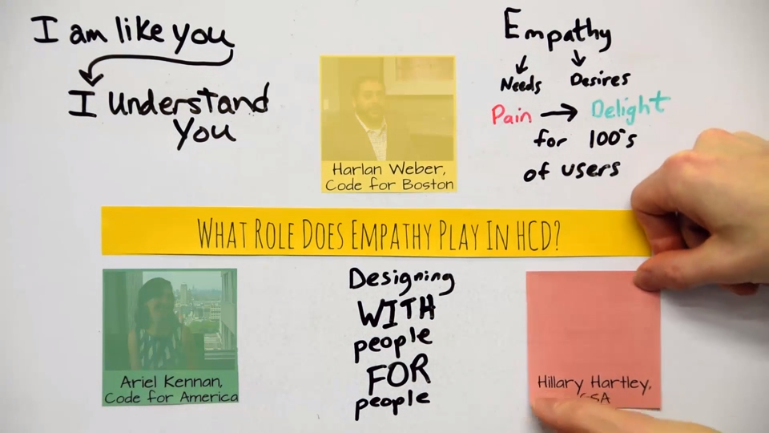 I am like you
I understand
You
Harlan Weber,
Code for Boston
Empathy
Needs Desires
Pain → Delight
for 100's
of users
WHAT ROLE DOES EMPATHY PLAY IN HCD?
Ariel Kennan,
Code for America
Designing
WITH
people
FOR
people
Hillary Hartley,